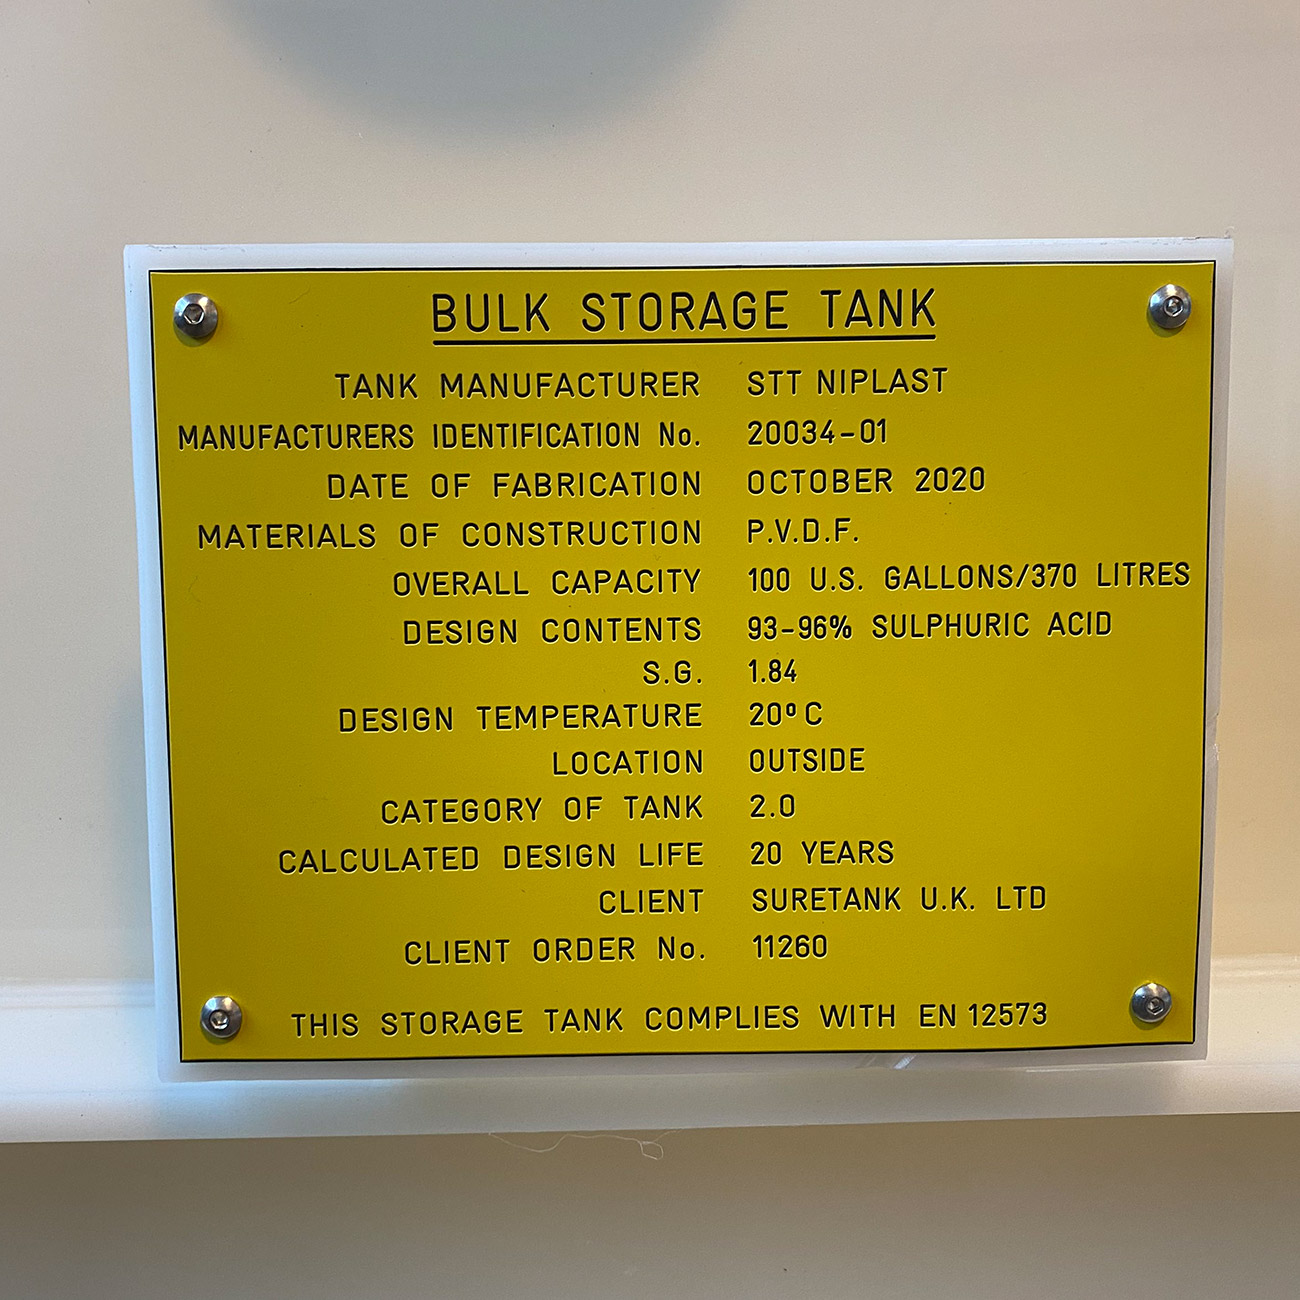 BULK STORAGE TANK
TANK MANUFACTURER STT NIPLAST
MANUFACTURERS IDENTIFICATION No. 20034-01
DATE OF FABRICATION OCTOBER 2020
MATERIALS OF CONSTRUCTION P.V.D.F.
OVERALL CAPACITY 100 U.S. GALLONS/370 LITRES
DESIGN CONTENTS 93-96% SULPHURIC ACID
S.G. 1.84
DESIGN TEMPERATURE 20º C
LOCATION OUTSIDE
CATEGORY OF TANK 2.0
CALCULATED DESIGN LIFE 20 YEARS
CLIENT SURETANK U.K. LTD
CLIENT ORDER No. 11260
THIS STORAGE TANK COMPLIES WITH EN 12573